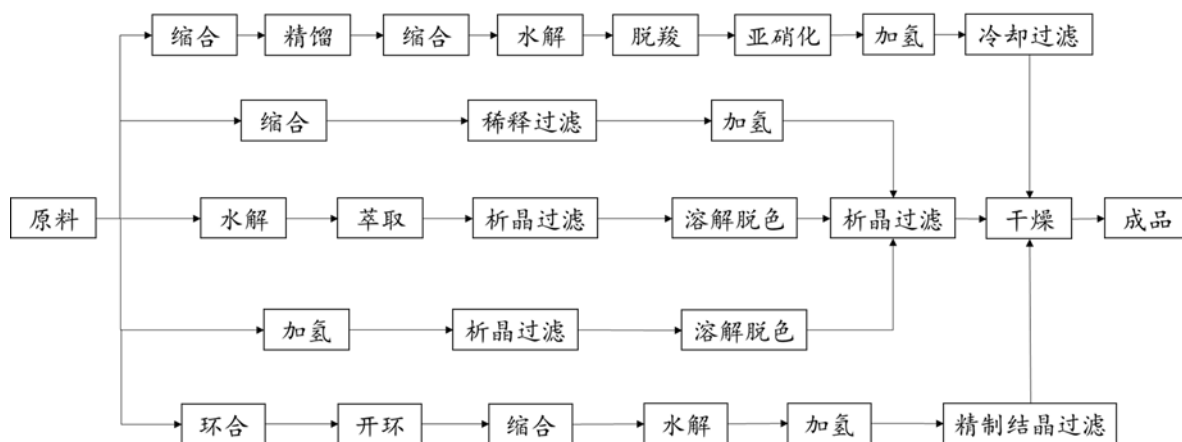 缩合 精馏 缩合 水解 脱羧 亚硝化 加氢 冷却过滤
缩合 稀释过滤 加氢
原料 水解 萃取 析晶过滤 溶解脱色 析晶过滤 干燥 成品
加氢 析晶过滤 溶解脱色
环合 开环 缩合 水解 加氢 精制结晶过滤